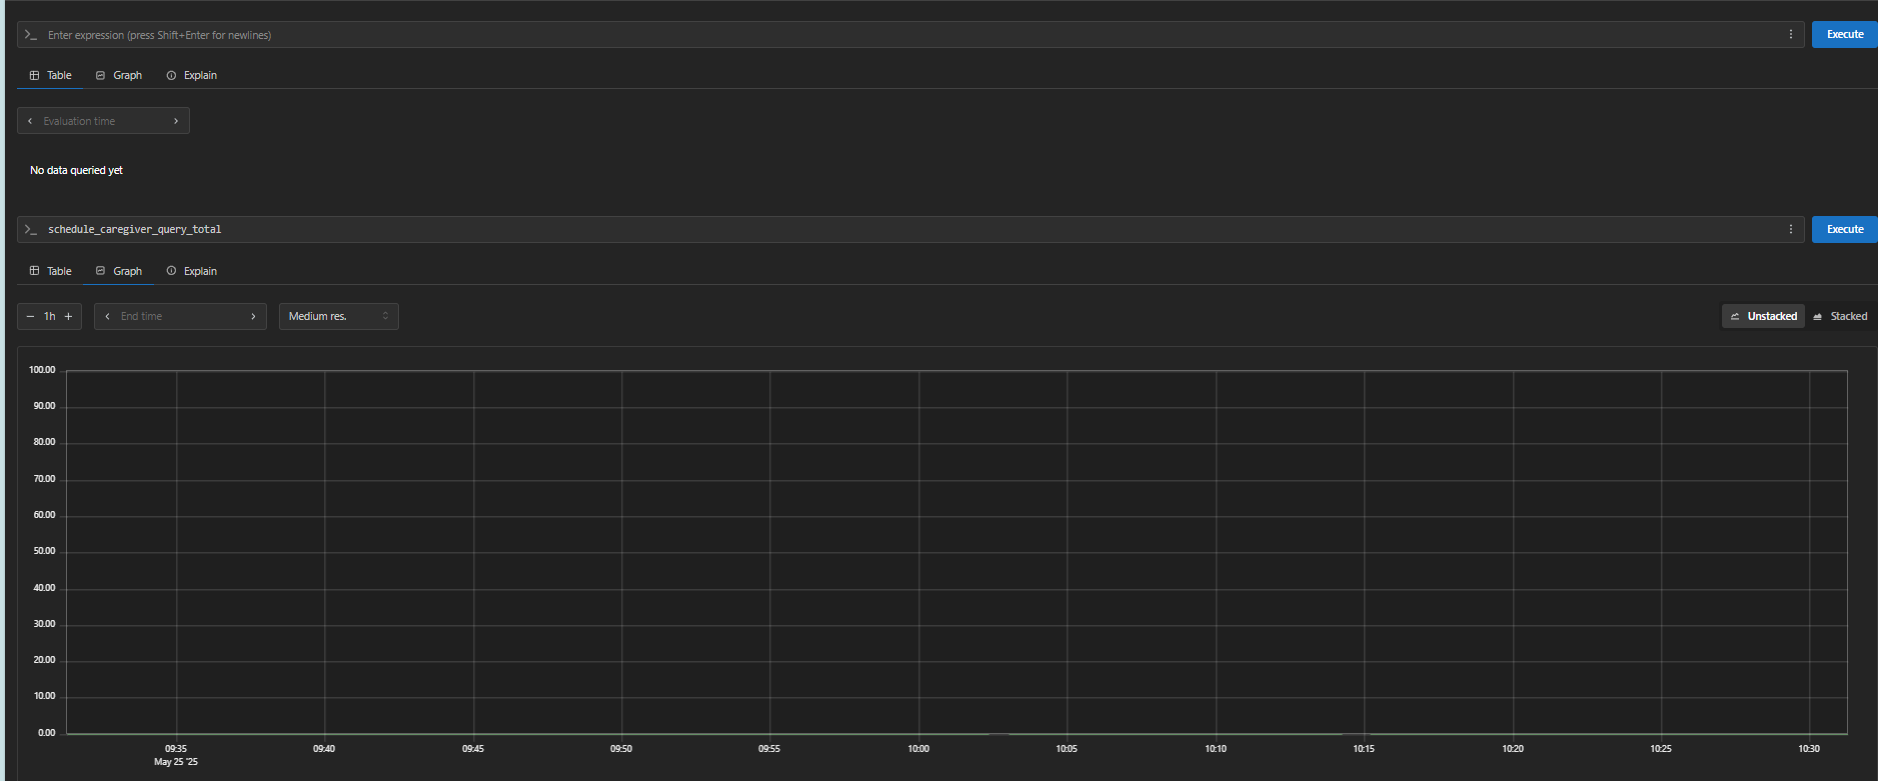 Enter expression (press Shift+Enter for newlines)
Execute
Table Graph Explain
Evaluation time
No data queried yet
schedule_caregiver_query_total
Execute
Table Graph Explain
1h End time Medium res. Unstacked Stacked
100.00
90.00
80.00
70.00
60.00
50.00
40.00
30.00
20.00
10.00
0.00
09:35 09:40 09:45 09:50 09:55 10:00 10:05 10:10 10:15 10:20 10:25 10:30
May 25 '25